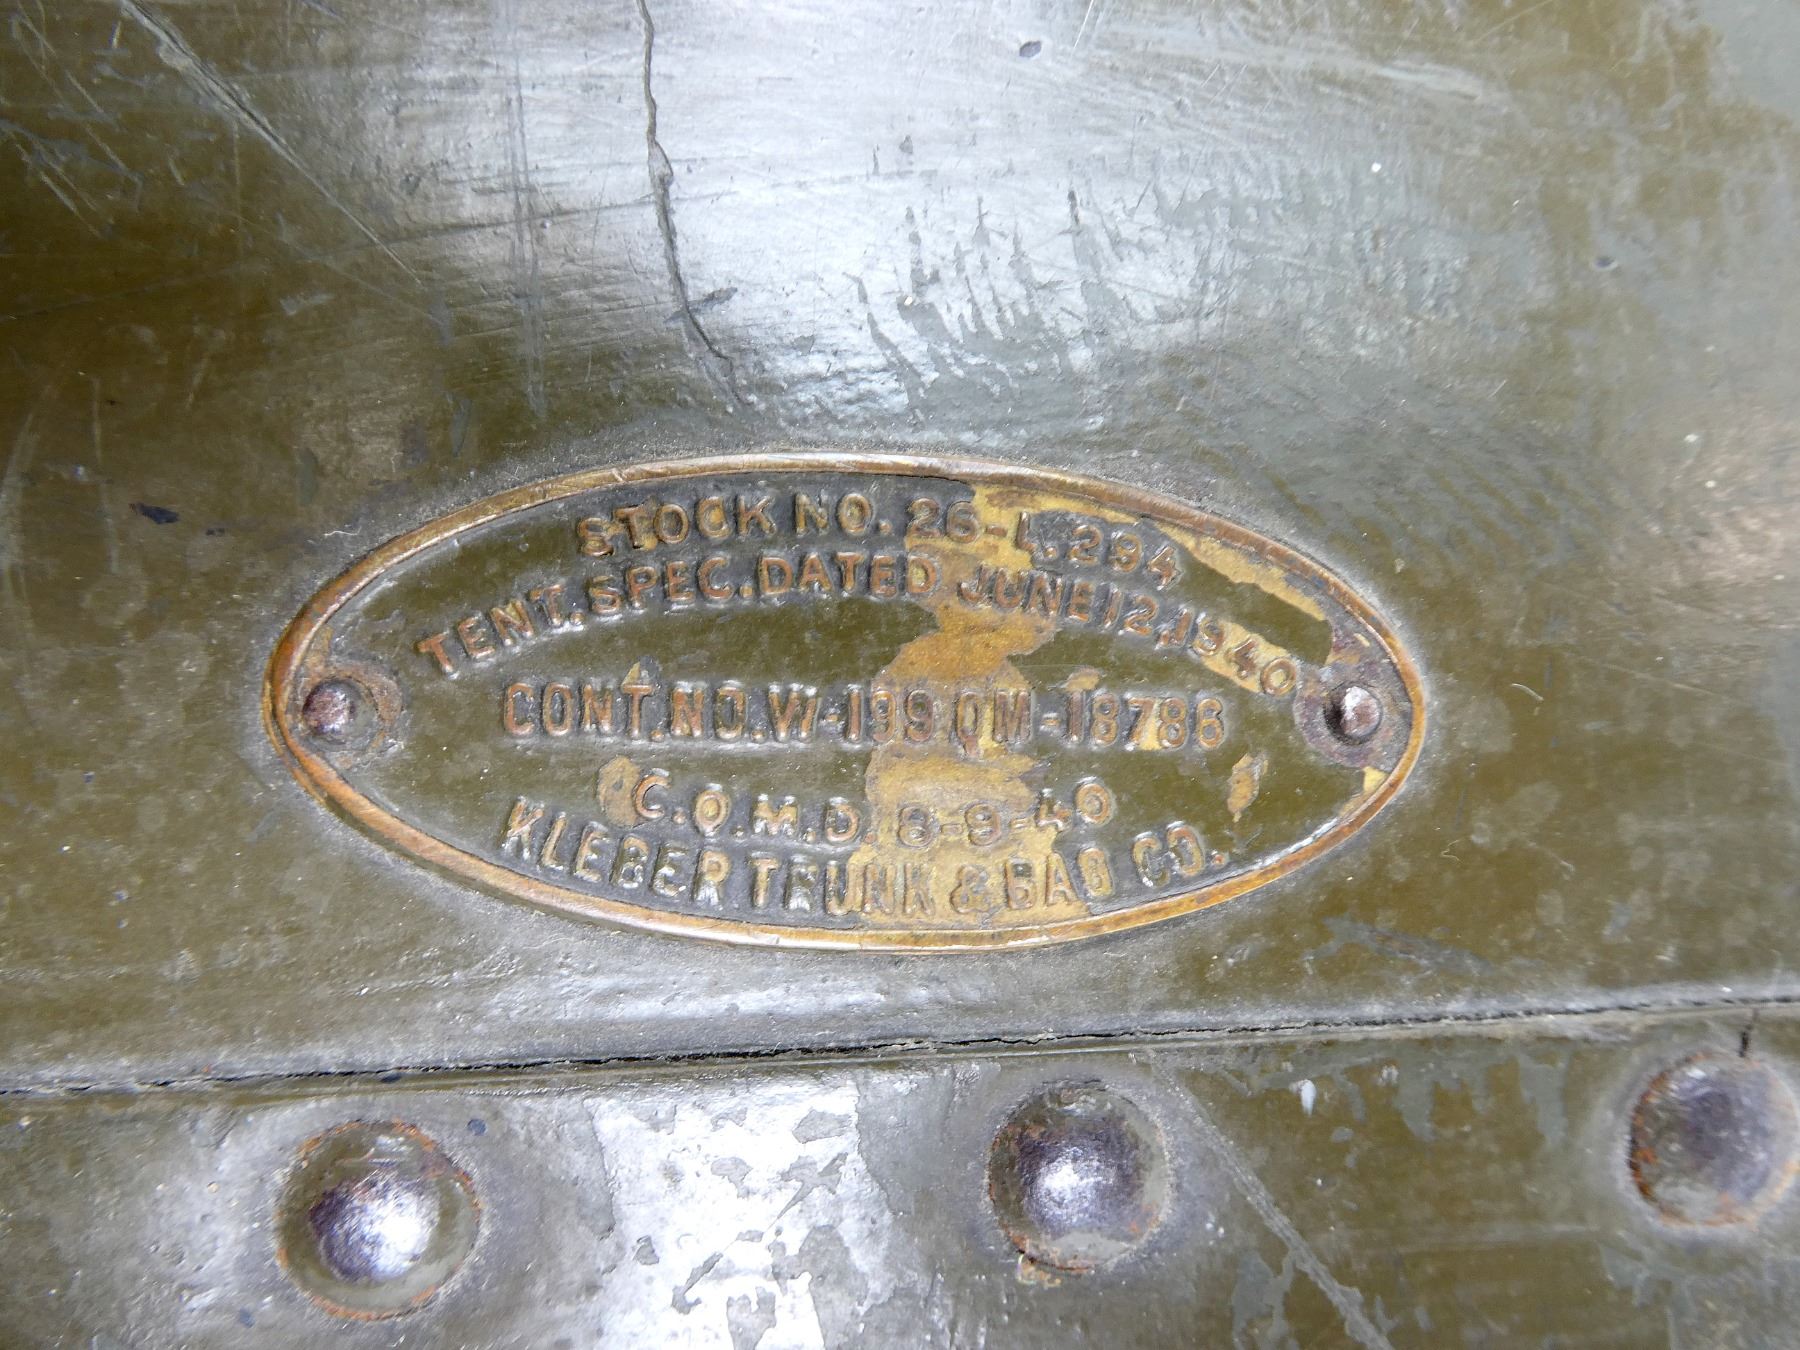 STOCK NO. 26-L. 294
TENT. SPEC. DATED JUNE 12, 1940
CONT. NO. W-199 QM-18786
C.Q.M.D. 8-9-40
KLEBER TRUNK & BAG CO.